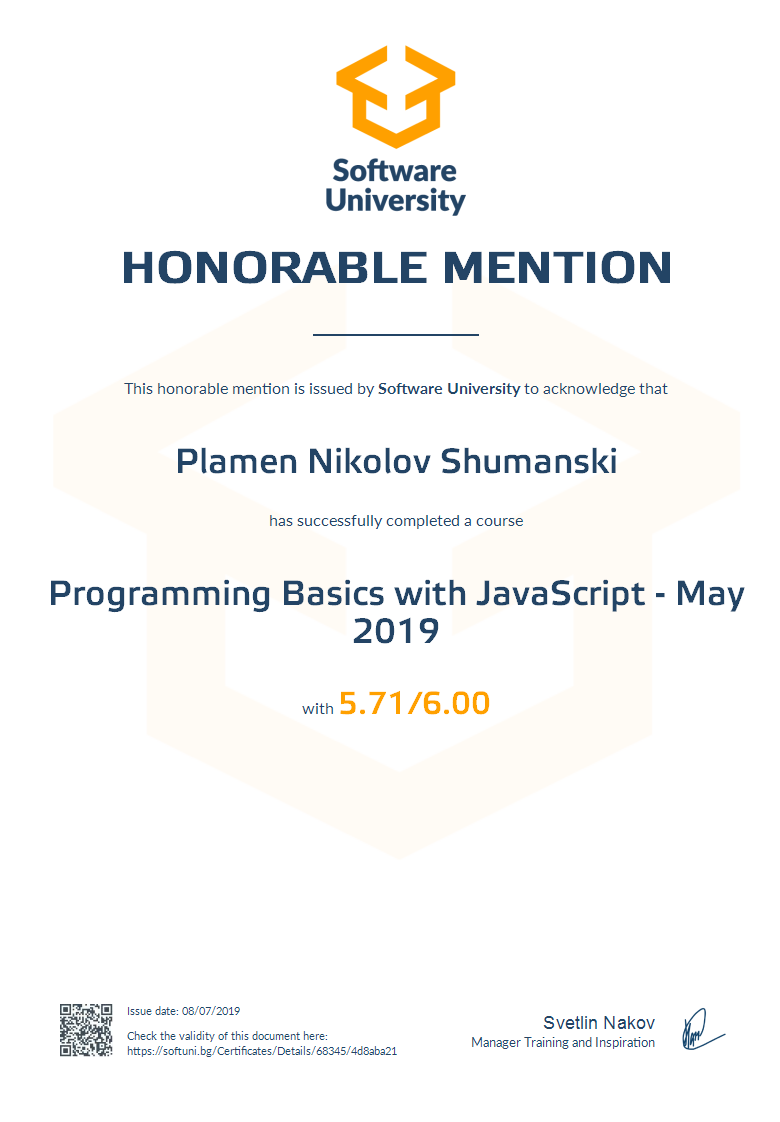 Software
University
HONORABLE MENTION
This honorable mention is issued by Software University to acknowledge that
Plamen Nikolov Shumanski
has successfully completed a course
Programming Basics with JavaScript - May
2019
with 5.71/6.00
Issue date: 08/07/2019
Check the validity of this document here:
https://softuni.bg/Certificates/Details/68345/4d8aba21
Svetlin Nakov
Manager Training and Inspiration